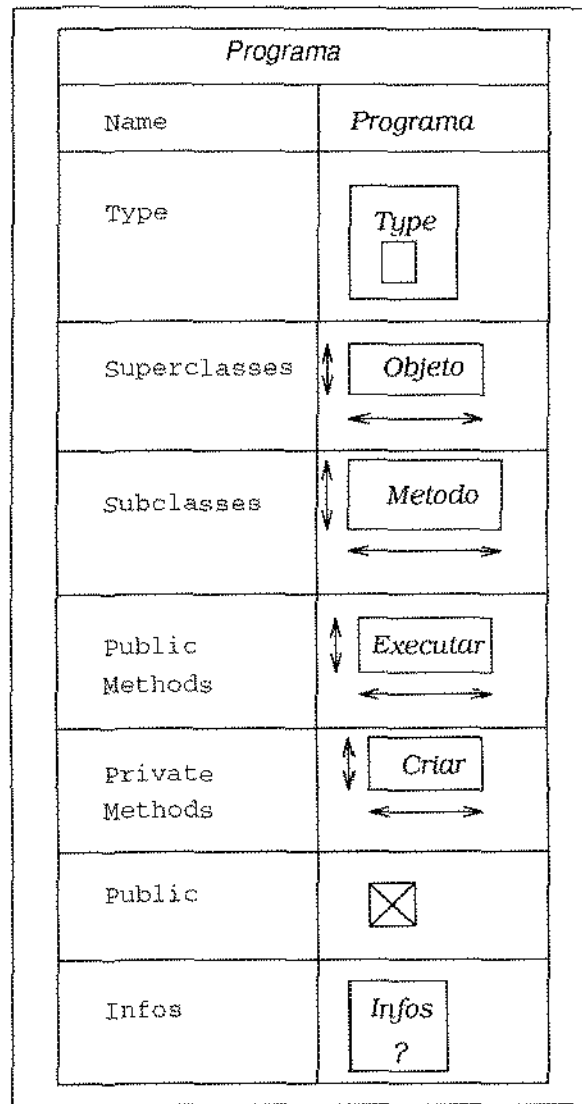 Programa
Name Programa
Type Type
Superclasses Objeto
Subclasses Metodo
Public Executar
Methods
Private Criar
Methods
Public
Infos Infos
?